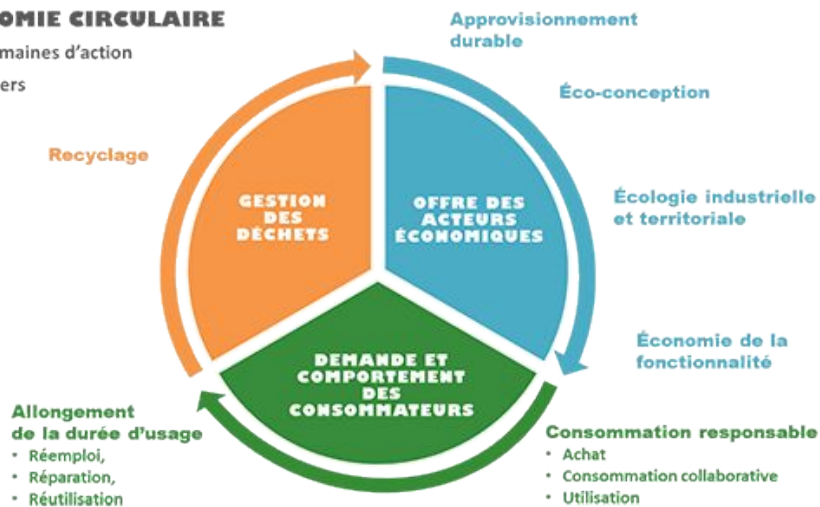 OMIE CIRCULAIRE
maines d'action
ers
Approvisionnement
durable
Éco-conception
Recyclage
Écologie industrielle
et territoriale
GESTION
DES
DÉCHETS
OFFRE DES
ACTEURS
ÉCONOMIQUES
Économie de la
fonctionnalité
DEMANDE ET
COMPORTEMENT
DES
CONSOMMATEURS
Allongement
de la durée d'usage
• Réemploi,
• Réparation,
• Réutilisation
Consommation responsable
• Achat
• Consommation collaborative
• Utilisation